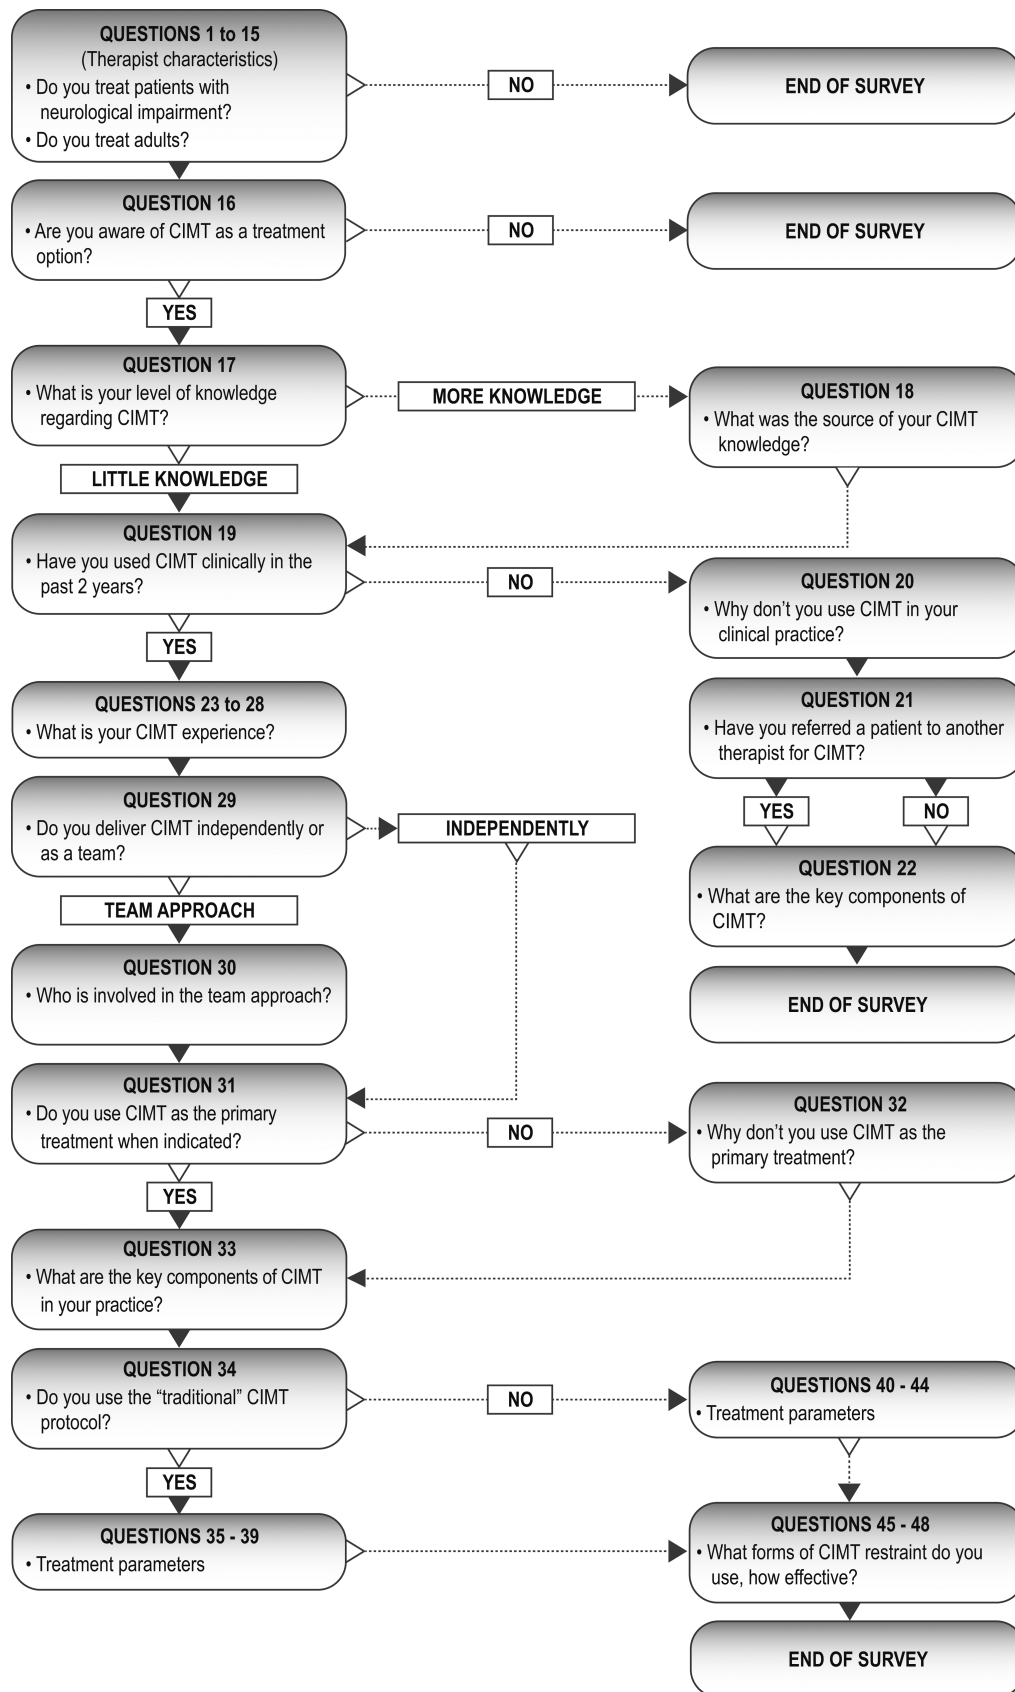 QUESTIONS 1 to 15
(Therapist characteristics)
• Do you treat patients with
neurological impairment?
• Do you treat adults?
NO
END OF SURVEY
QUESTION 16
• Are you aware of CIMT as a treatment
option?
NO
END OF SURVEY
YES
QUESTION 17
• What is your level of knowledge
regarding CIMT?
MORE KNOWLEDGE
QUESTION 18
• What was the source of your CIMT
knowledge?
LITTLE KNOWLEDGE
QUESTION 19
• Have you used CIMT clinically in the
past 2 years?
NO
QUESTION 20
• Why don't you use CIMT in your
clinical practice?
YES
QUESTION 21
• Have you referred a patient to another
therapist for CIMT?
YES
NO
QUESTION 22
• What are the key components of
CIMT?
END OF SURVEY
QUESTIONS 23 to 28
• What is your CIMT experience?
QUESTION 29
• Do you deliver CIMT independently or
as a team?
INDEPENDENTLY
TEAM APPROACH
QUESTION 30
• Who is involved in the team approach?
QUESTION 31
• Do you use CIMT as the primary
treatment when indicated?
NO
QUESTION 32
• Why don't you use CIMT as the
primary treatment?
YES
QUESTION 33
• What are the key components of CIMT
in your practice?
QUESTION 34
• Do you use the “traditional” CIMT
protocol?
NO
QUESTIONS 40 - 44
• Treatment parameters
YES
QUESTIONS 35 - 39
• Treatment parameters
QUESTIONS 45 - 48
• What forms of CIMT restraint do you
use, how effective?
END OF SURVEY